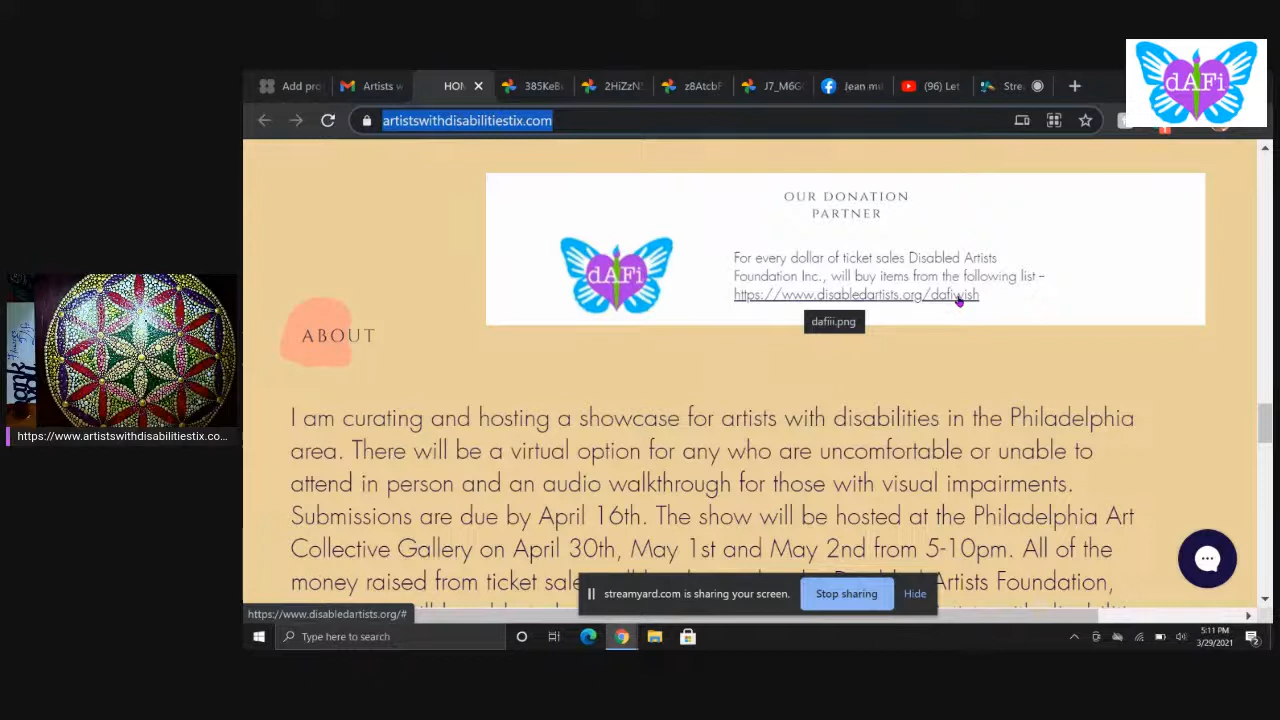 dAFi
Add pro
Artists w
HOM
385KeB
2HiZzN
z8AtcbF
J7_M6G
Jean mi
(96) Let
Stre
artistswithdisabilitiestix.com
OUR DONATION
PARTNER
dAFi
For every dollar of ticket sales Disabled Artists
Foundation Inc., will buy items from the following list –
https://www.disabledartists.org/dafiwish
dafiii.png
ABOUT
I am curating and hosting a showcase for artists with disabilities in the Philadelphia
area. There will be a virtual option for any who are uncomfortable or unable to
attend in person and an audio walkthrough for those with visual impairments.
Submissions are due by April 16th. The show will be hosted at the Philadelphia Art
Collective Gallery on April 30th, May 1st and May 2nd from 5-10pm. All of the
money raised from ticket Artists Foundation,
streamyard.com is sharing your screen.
Stop sharing
Hide
https://www.disabledartists.org/#
https://www.artistswithdisabilitiestix.co...
Type here to search
5:11 PM
3/29/2021
2